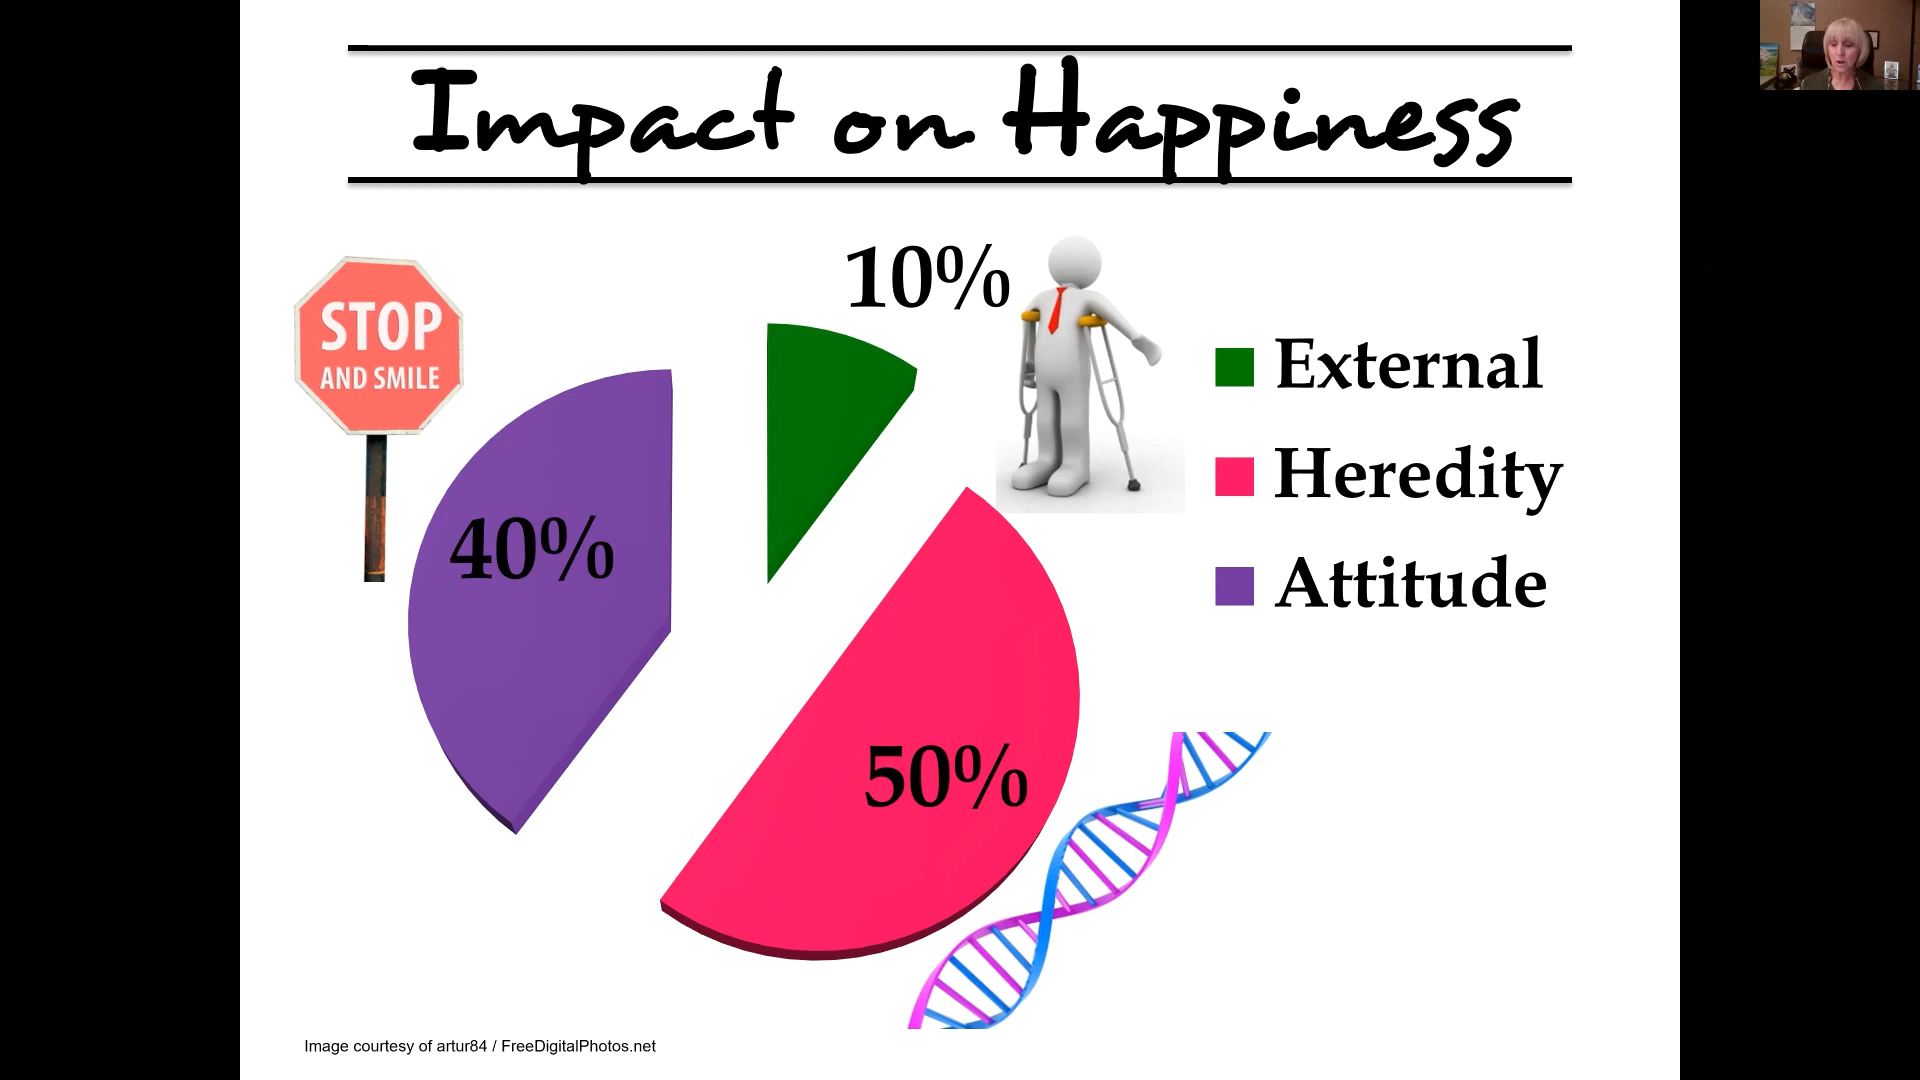 Impact on Happiness
STOP
AND SMILE
10%
40%
50%
External
Heredity
Attitude
Image courtesy of artur84 / FreeDigitalPhotos.net